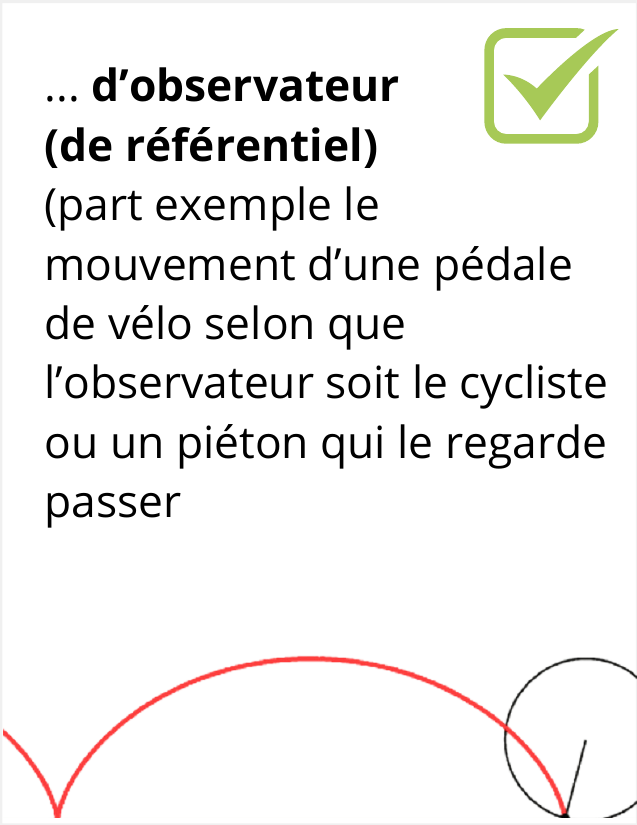 ... d’observateur
(de référentiel)
(part exemple le
mouvement d’une pédale
de vélo selon que
l’observateur soit le cycliste
ou un piéton qui le regarde
passer